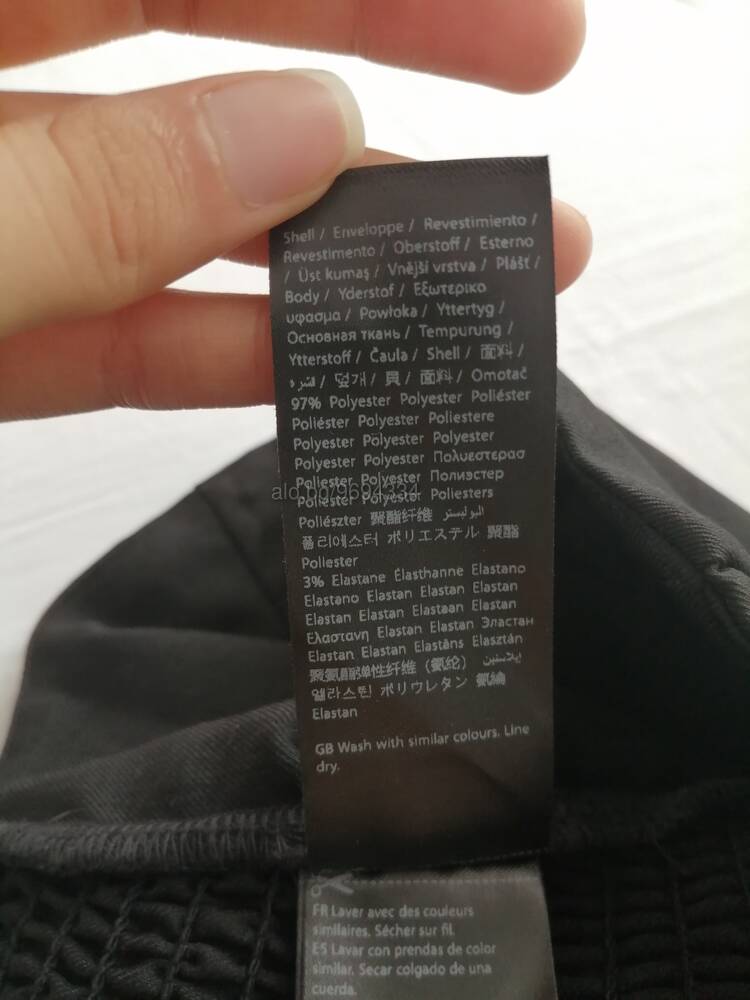 Shell / Enveloppe / Revestimiento /
Revestimento / Oberstoff / Esterno
/ Üst kumaş / Vnější vrstva / Plášť /
Body / Yderstof / Εξωτερικο
υφασμα / Powłoka / Yttertyg /
Основная ткань / Tempurung /
Ytterstoff / Čaula / Shell / 面料 /
قشره / 덮개 / 貝 / 面料 / Omotač
97% Polyester Polyester Poliéster
Poliéster Polyester Poliestere
Polyester Pölyester Polyester
Polyester Polyester Πολυεστερασ
Poliester Polyester Полиэстер
Poliester Polyester Poliesters
Poliészter 聚酯纤维 البوليستر
폴리에스터 ポリエステル 聚酯
Poliester
3% Elastane Élasthanne Elastano
Elastano Elastan Elastan Elastan
Elastan Elastan Elastaan Elastan
Ελαστανη Elastan Elastan Эластан
Elastan Elastan Elastāns Elasztán
聚氨酯弹性纤维（氨纶） إيلاستين
엘라스틴 ポリウレタン 氨綸
Elastan
GB Wash with similar colours. Line
dry.
FR Laver avec des couleurs
similaires. Sécher sur fil.
ES Lavar con prendas de color
similar. Secar colgado de una
cuerda.